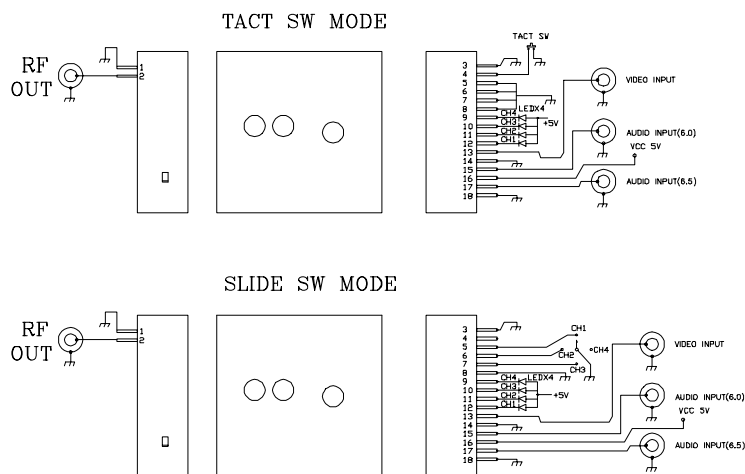 TACT SW MODE
RF
OUT
1
2
TACT SW
3
4
5
6
7
8
9
10
11
12
13
14
15
16
17
18
CH4
CH3
CH2
CH1
LEDX4
+5V
VIDEO INPUT
AUDIO INPUT(6.0)
VCC 5V
AUDIO INPUT(6.5)
SLIDE SW MODE
RF
OUT
1
2
3
4
5
6
7
8
9
10
11
12
13
14
15
16
17
18
CH1
CH2
CH4
CH3
CH4
CH3
CH2
CH1
LEDX4
+5V
VIDEO INPUT
AUDIO INPUT(6.0)
VCC 5V
AUDIO INPUT(6.5)